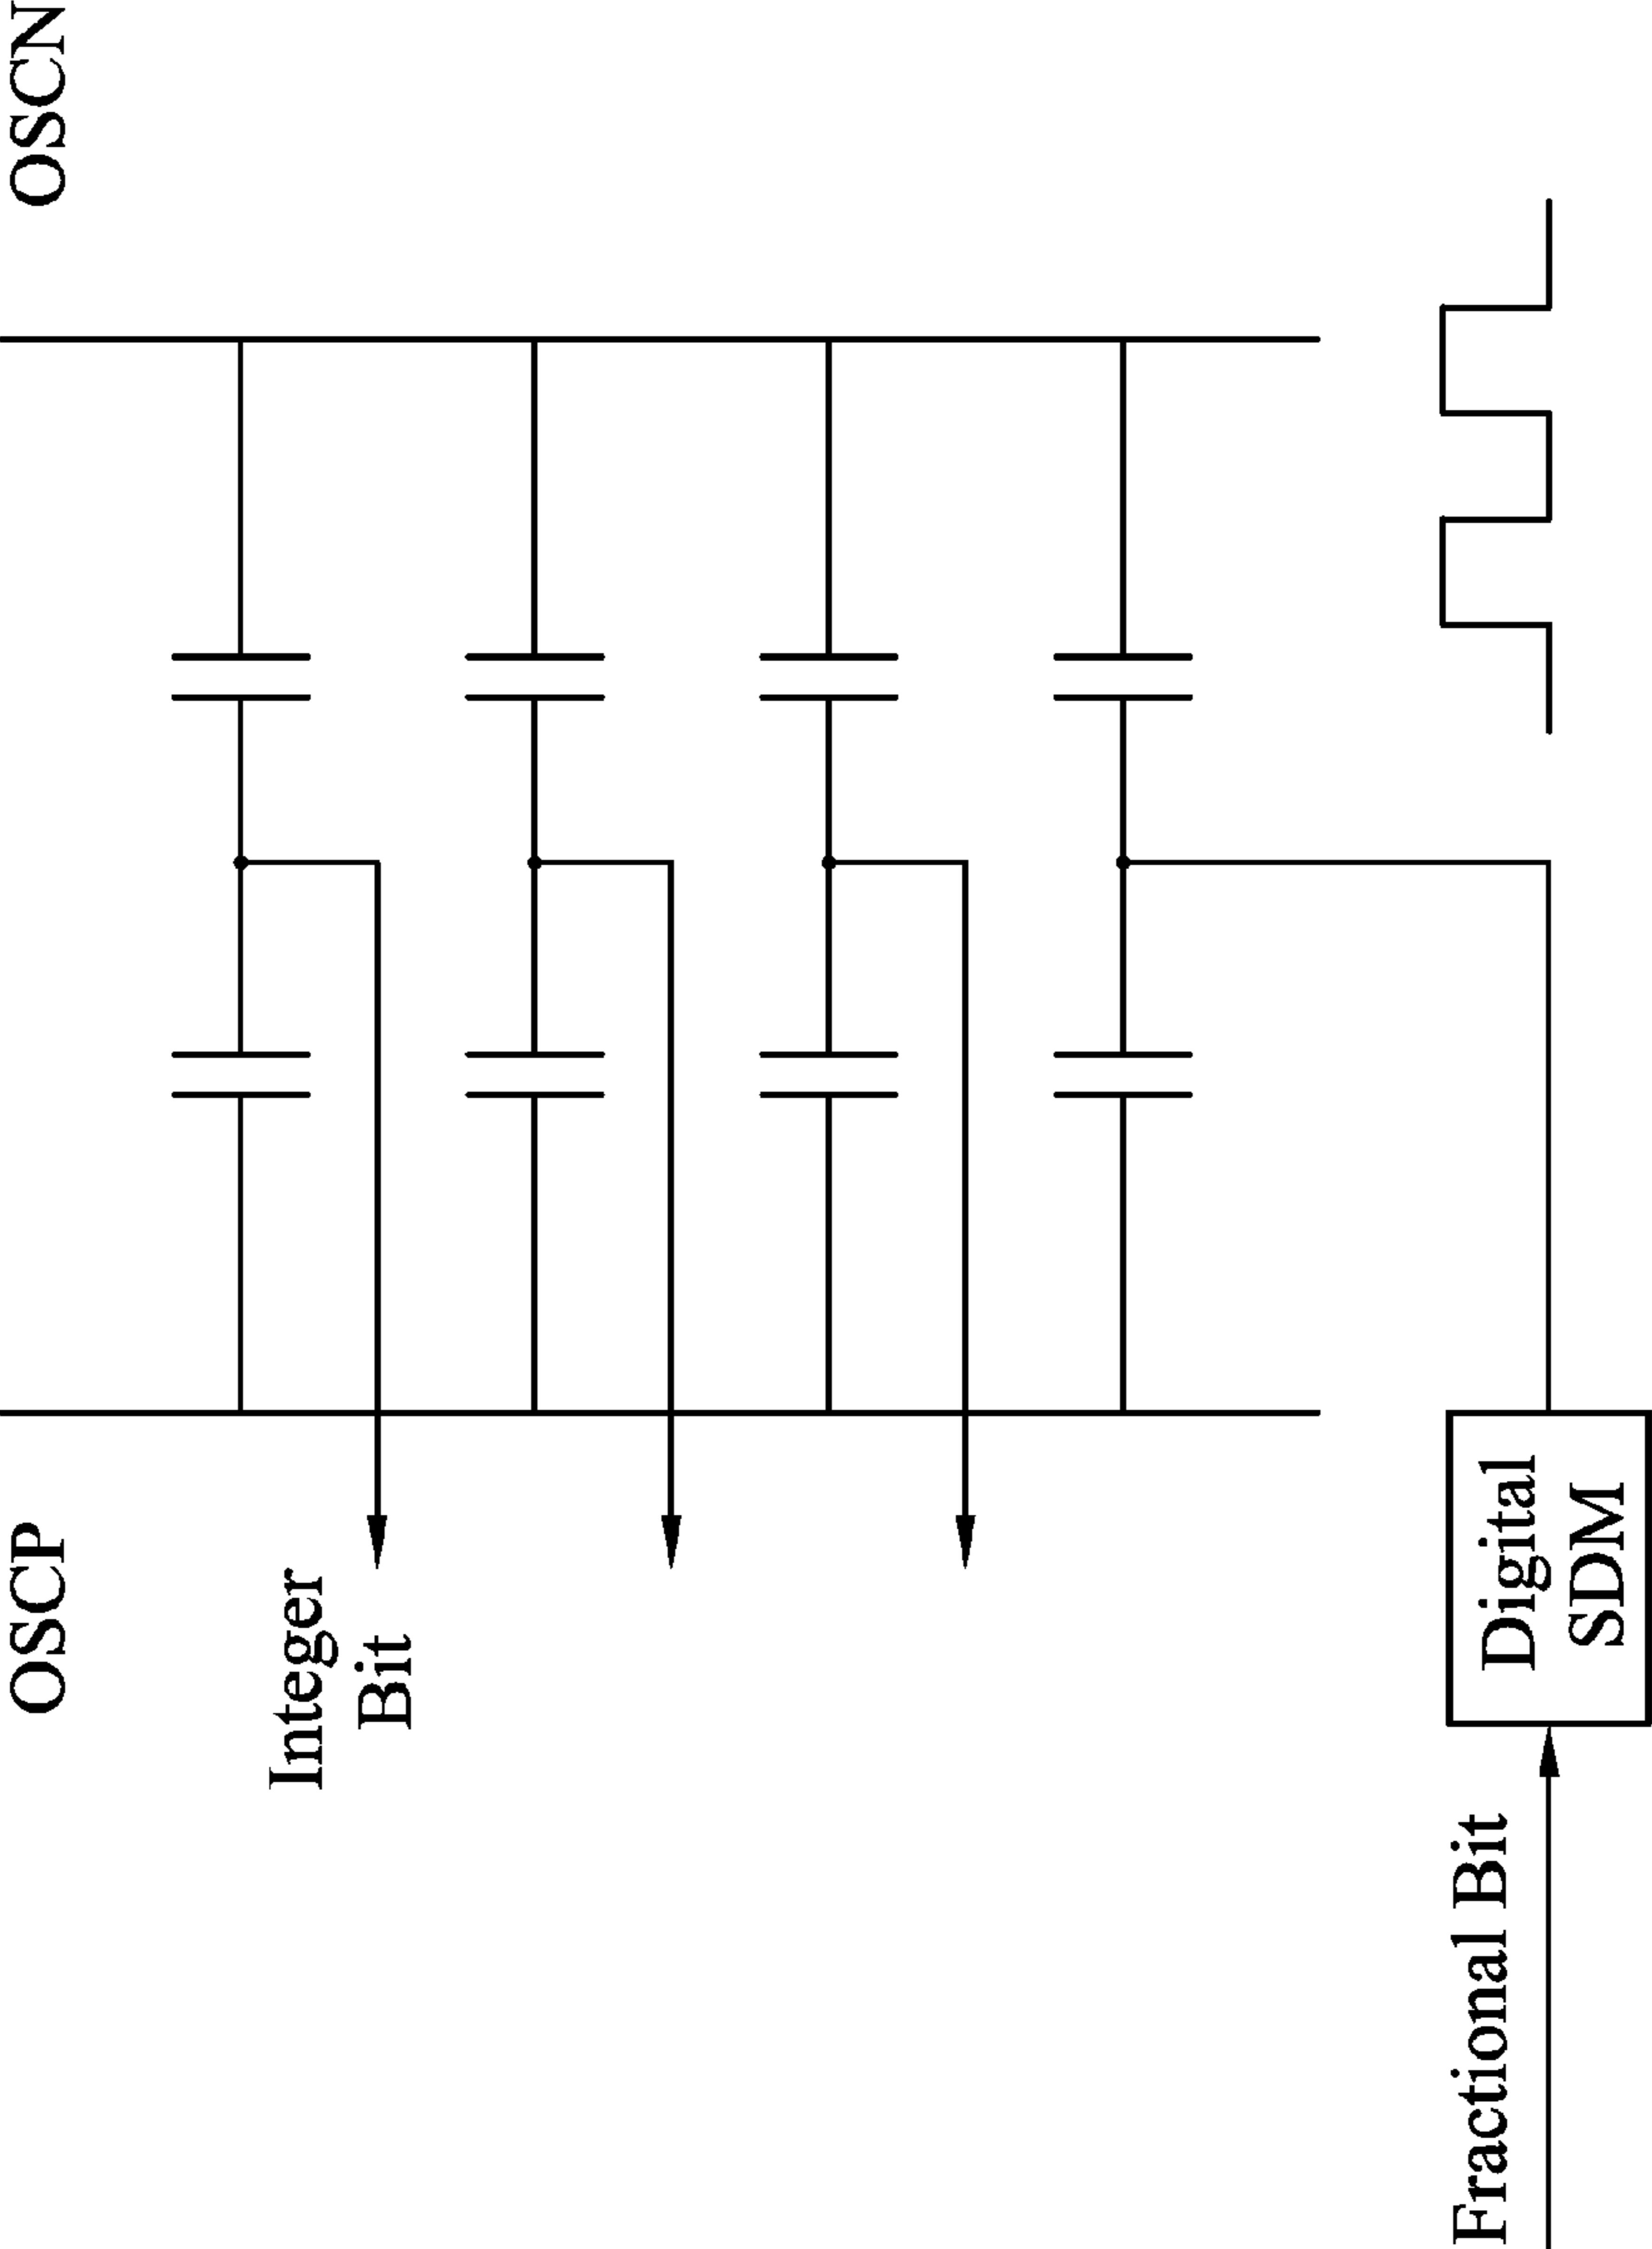 OSCP
OSCN
Integer
Bit
Fractional Bit
Digital
SDM